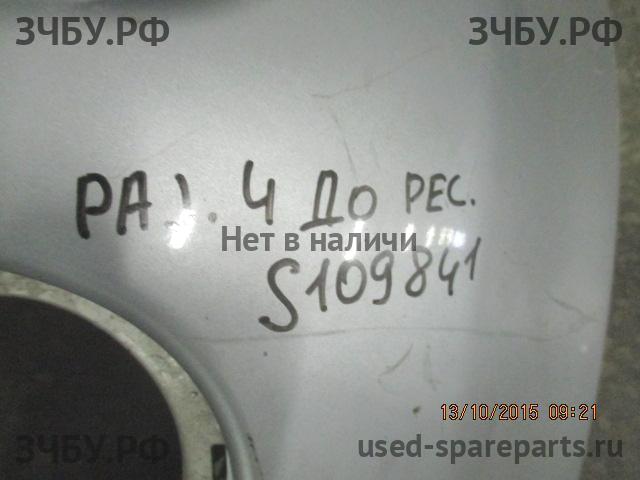 ЗЧБУ.РФ ЗЧБУ.РФ
РАЗ. 4 ДО РЕС.
Нет в наличи
S109841
13/10/2015 09:21
ЗЧБУ.РФ used-spareparts.ru